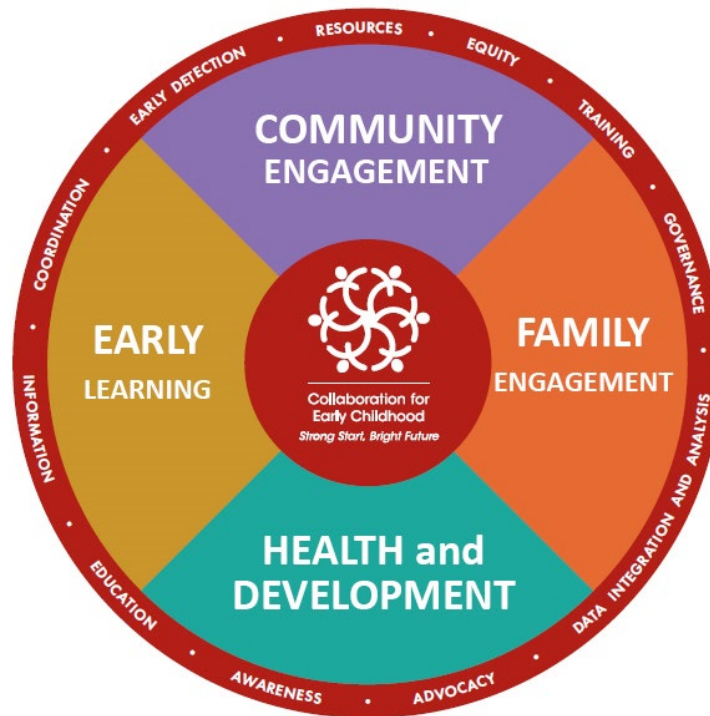 RESOURCES
EQUITY
TRAINING
GOVERNANCE
DATA INTEGRATION AND ANALYSIS
ADVOCACY
AWARENESS
EDUCATION
INFORMATION
COORDINATION
EARLY DETECTION
COMMUNITY
ENGAGEMENT
EARLY
LEARNING
Collaboration for
Early Childhood
Strong Start, Bright Future
FAMILY
ENGAGEMENT
HEALTH and
DEVELOPMENT